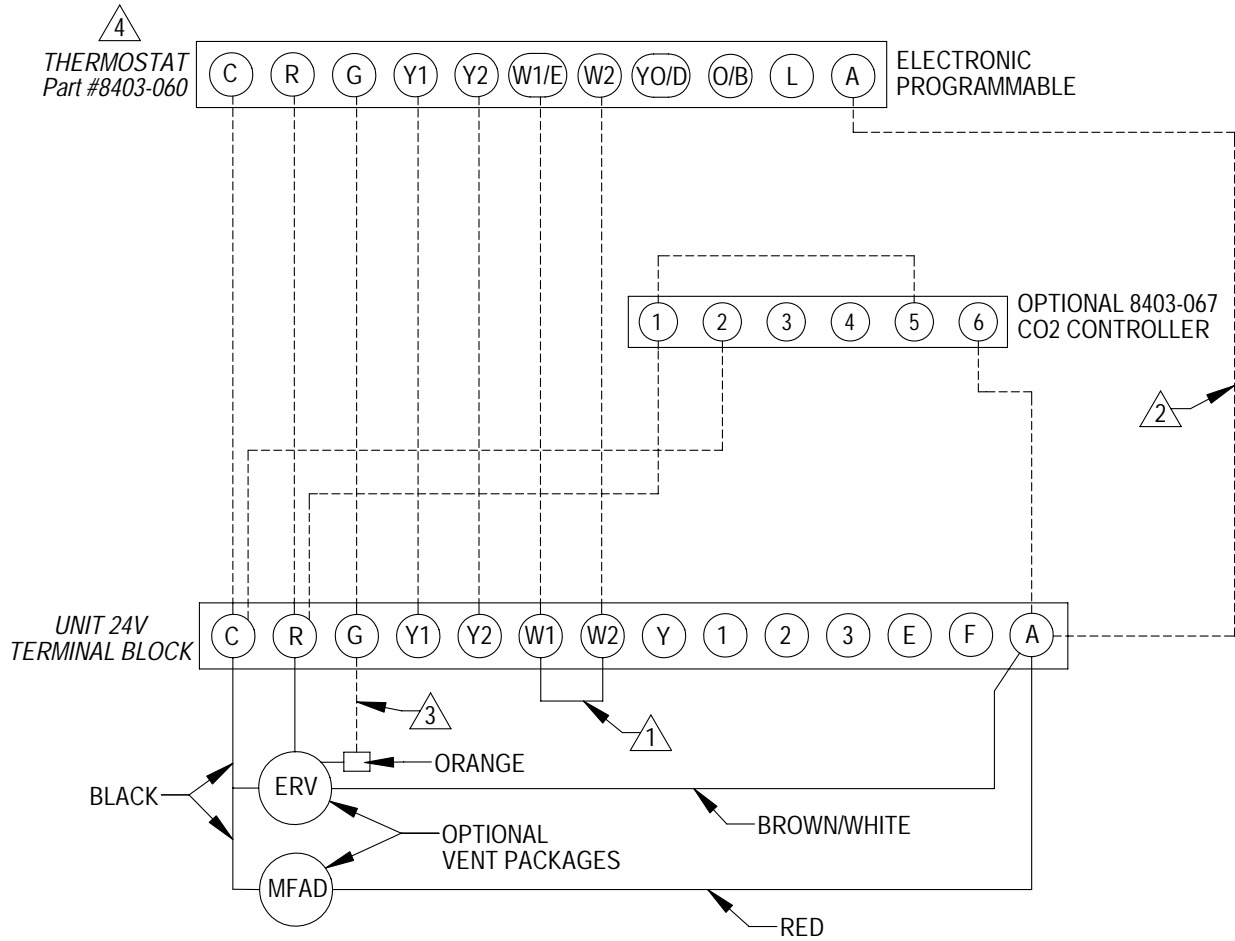 4
THERMOSTAT
Part #8403-060
C R G Y1 Y2 W1/E W2 YO/D O/B L A
ELECTRONIC
PROGRAMMABLE
1 2 3 4 5 6
OPTIONAL 8403-067
CO2 CONTROLLER
2
UNIT 24V
TERMINAL BLOCK
C R G Y1 Y2 W1 W2 Y 1 2 3 E F A
3
1
ORANGE
ERV
BLACK
BROWN/WHITE
OPTIONAL
VENT PACKAGES
MFAD
RED